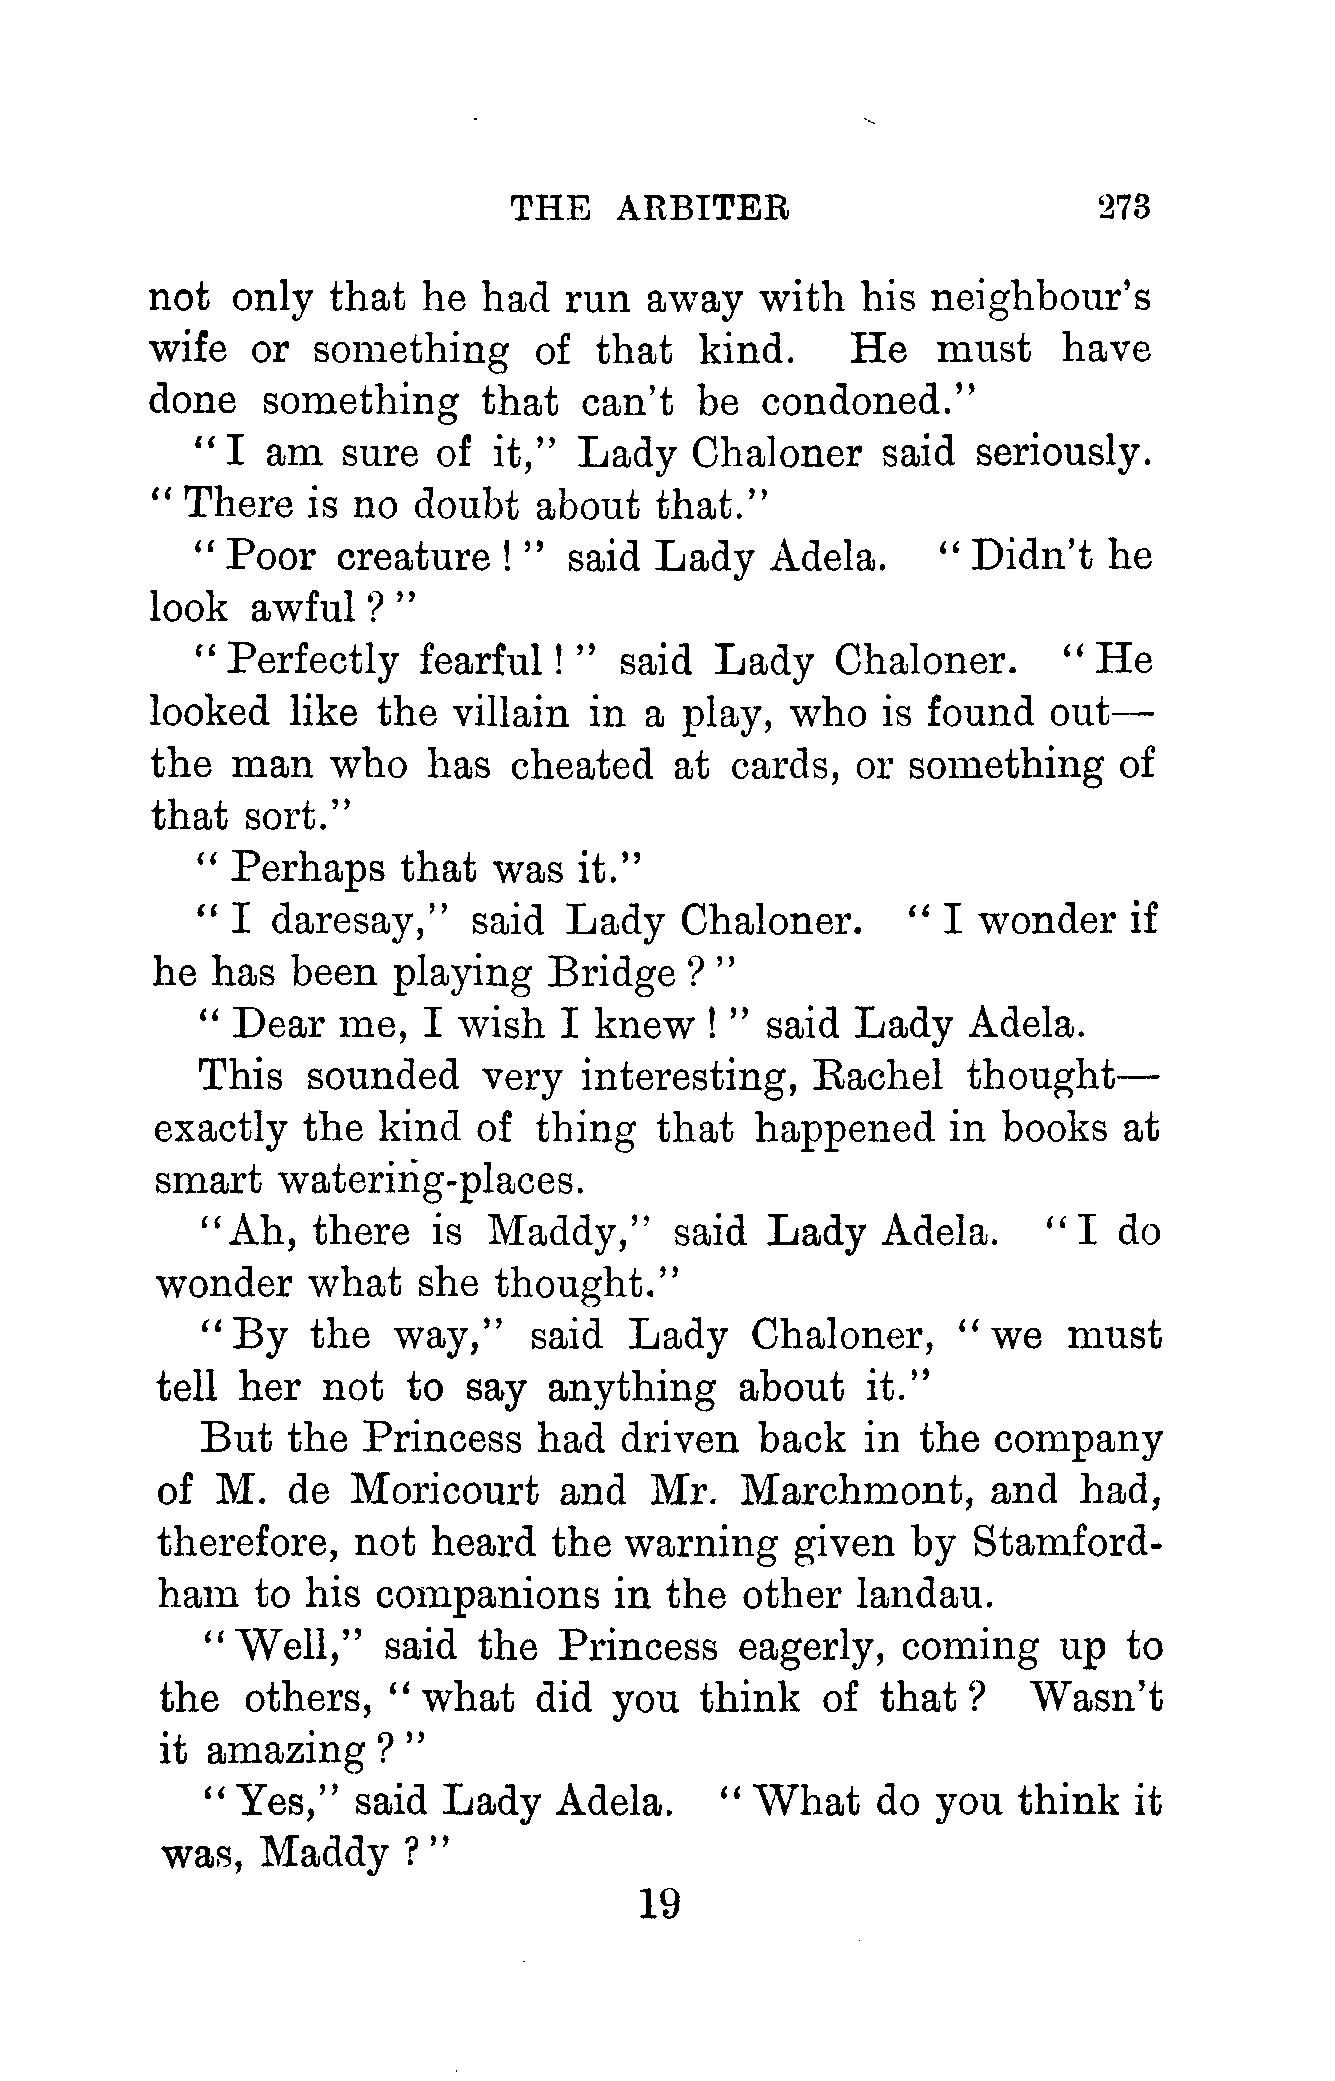 THE ARBITER 273
not only that he had run away with his neighbour's
wife or something of that kind. He must have
done something that can't be condoned."
"I am sure of it," Lady Chaloner said seriously.
"There is no doubt about that."
"Poor creature!" said Lady Adela. "Didn't he
look awful?"
"Perfectly fearful!" said Lady Chaloner. "He
looked like the villain in a play, who is found out—
the man who has cheated at cards, or something of
that sort."
"Perhaps that was it."
"I daresay," said Lady Chaloner. "I wonder if
he has been playing Bridge?"
"Dear me, I wish I knew!" said Lady Adela.
This sounded very interesting, Rachel thought—
exactly the kind of thing that happened in books at
smart watering-places.
"Ah, there is Maddy," said Lady Adela. "I do
wonder what she thought."
"By the way," said Lady Chaloner, "we must
tell her not to say anything about it."
But the Princess had driven back in the company
of M. de Moricourt and Mr. Marchmont, and had,
therefore, not heard the warning given by Stamford-
ham to his companions in the other landau.
"Well," said the Princess eagerly, coming up to
the others, "what did you think of that? Wasn't
it amazing?"
"Yes," said Lady Adela. "What do you think it
was, Maddy?"
19